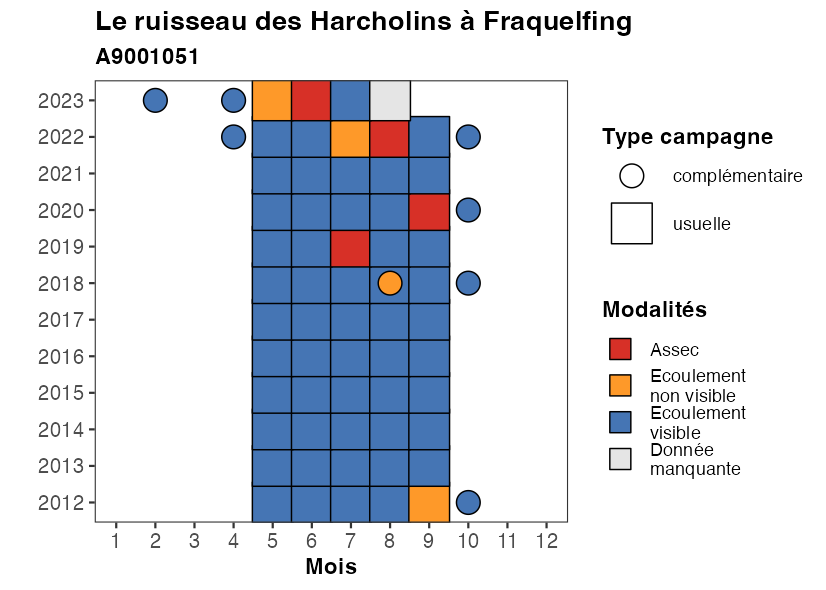 Le ruisseau des Harcholins à Fraquelfing
A9001051
2023
2022
2021
2020
2019
2018
2017
2016
2015
2014
2013
2012
1 2 3 4 5 6 7 8 9 10 11 12
Mois
Type campagne
complémentaire
usuelle
Modalités
Assec
Ecoulement
non visible
Ecoulement
visible
Donnée
manquante